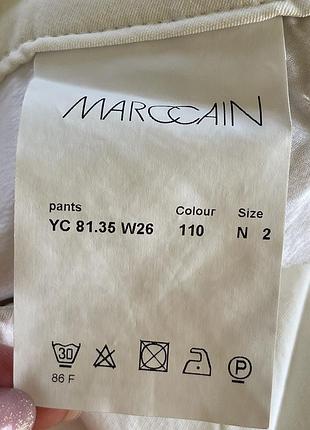 MARCCAIN
pants Colour Size
YC 81.35 W26 110 N 2
30 P
86 F